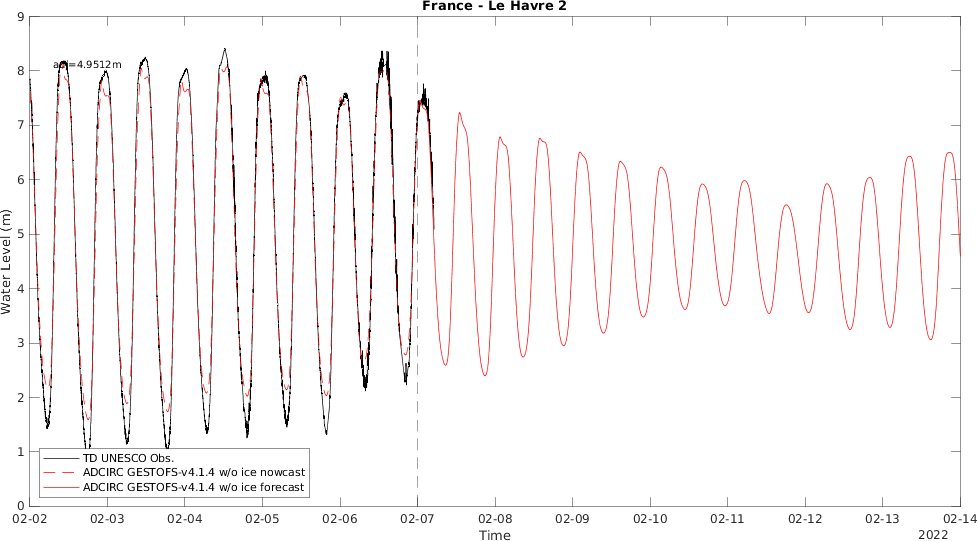 France - Le Havre 2
9
8
7
6
5
4
3
2
1
0
Water Level (m)
=4.9512m
TD UNESCO Obs.
ADCIRC GESTOFS-v4.1.4 w/o ice nowcast
ADCIRC GESTOFS-v4.1.4 w/o ice forecast
02-02 02-03 02-04 02-05 02-06 02-07 02-08 02-09 02-10 02-11 02-12 02-13 02-14
Time
2022